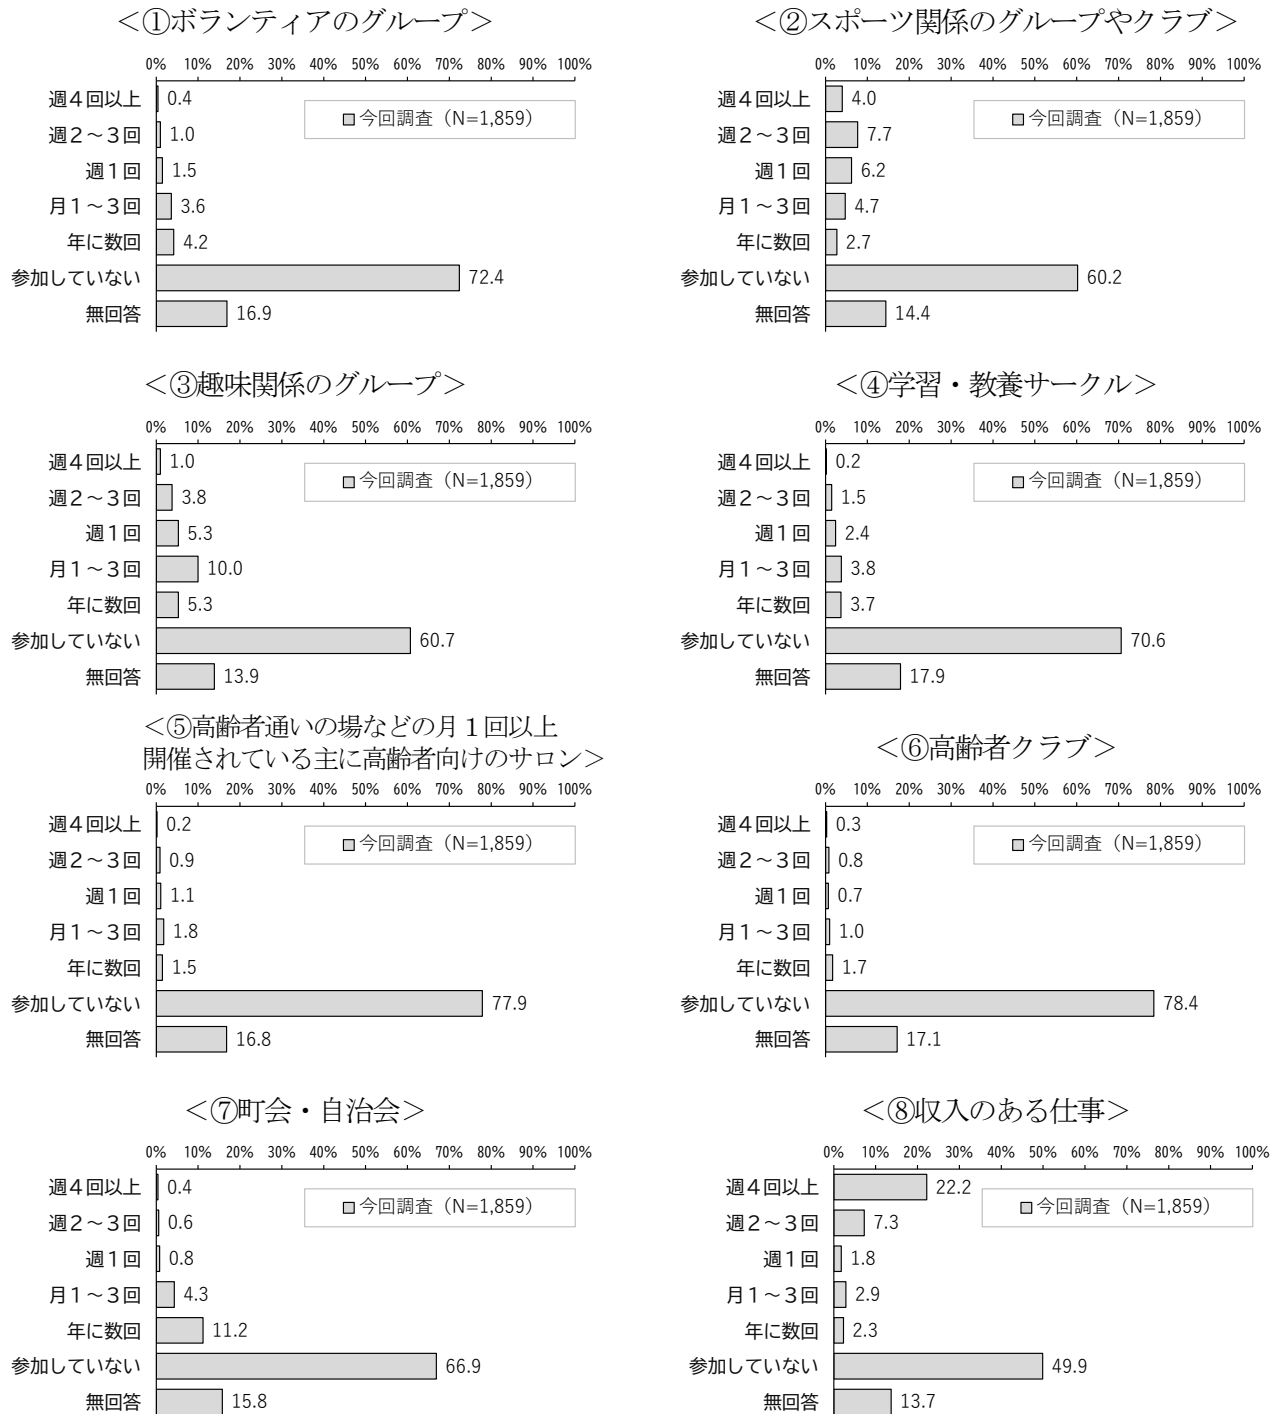 ＜①ボランティアのグループ＞
0% 10% 20% 30% 40% 50% 60% 70% 80% 90% 100%
今回調査（N=1,859）
週４回以上 0.4
週２～３回 1.0
週１回 1.5
月１～３回 3.6
年に数回 4.2
参加していない 72.4
無回答 16.9
＜②スポーツ関係のグループやクラブ＞
0% 10% 20% 30% 40% 50% 60% 70% 80% 90% 100%
今回調査（N=1,859）
週４回以上 4.0
週２～３回 7.7
週１回 6.2
月１～３回 4.7
年に数回 2.7
参加していない 60.2
無回答 14.4
＜③趣味関係のグループ＞
0% 10% 20% 30% 40% 50% 60% 70% 80% 90% 100%
今回調査（N=1,859）
週４回以上 1.0
週２～３回 3.8
週１回 5.3
月１～３回 10.0
年に数回 5.3
参加していない 60.7
無回答 13.9
＜④学習・教養サークル＞
0% 10% 20% 30% 40% 50% 60% 70% 80% 90% 100%
今回調査（N=1,859）
週４回以上 0.2
週２～３回 1.5
週１回 2.4
月１～３回 3.8
年に数回 3.7
参加していない 70.6
無回答 17.9
＜⑤高齢者通いの場などの月１回以上
開催されている主に高齢者向けのサロン＞
0% 10% 20% 30% 40% 50% 60% 70% 80% 90% 100%
今回調査（N=1,859）
週４回以上 0.2
週２～３回 0.9
週１回 1.1
月１～３回 1.8
年に数回 1.5
参加していない 77.9
無回答 16.8
＜⑥高齢者クラブ＞
0% 10% 20% 30% 40% 50% 60% 70% 80% 90% 100%
今回調査（N=1,859）
週４回以上 0.3
週２～３回 0.8
週１回 0.7
月１～３回 1.0
年に数回 1.7
参加していない 78.4
無回答 17.1
＜⑦町会・自治会＞
0% 10% 20% 30% 40% 50% 60% 70% 80% 90% 100%
今回調査（N=1,859）
週４回以上 0.4
週２～３回 0.6
週１回 0.8
月１～３回 4.3
年に数回 11.2
参加していない 66.9
無回答 15.8
＜⑧収入のある仕事＞
0% 10% 20% 30% 40% 50% 60% 70% 80% 90% 100%
今回調査（N=1,859）
週４回以上 22.2
週２～３回 7.3
週１回 1.8
月１～３回 2.9
年に数回 2.3
参加していない 49.9
無回答 13.7